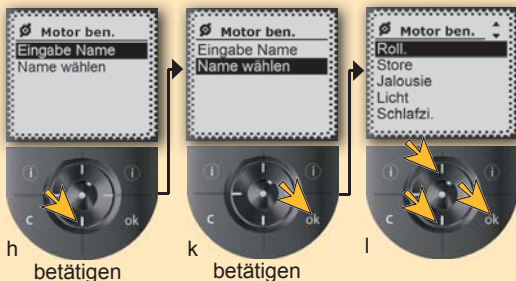 Motor ben.
Eingabe Name
Name wählen
i
i
C
ok
h
betätigen
Motor ben.
Eingabe Name
Name wählen
i
i
C
ok
k
betätigen
Motor ben.
Roll.
Store
Jalousie
Licht
Schlafzi.
i
i
C
ok
l